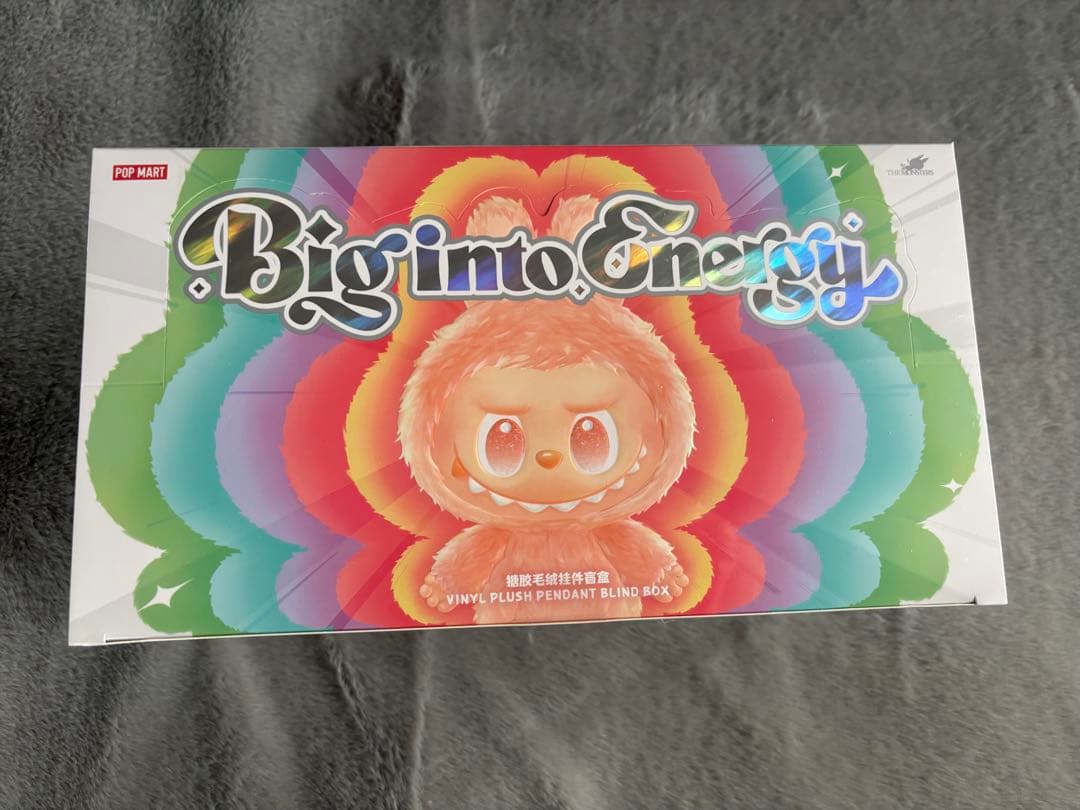 POP MART
THE MONSTERS
Big into Energy
搪胶毛绒挂件盲盒
VINYL PLUSH PENDANT BLIND BOX